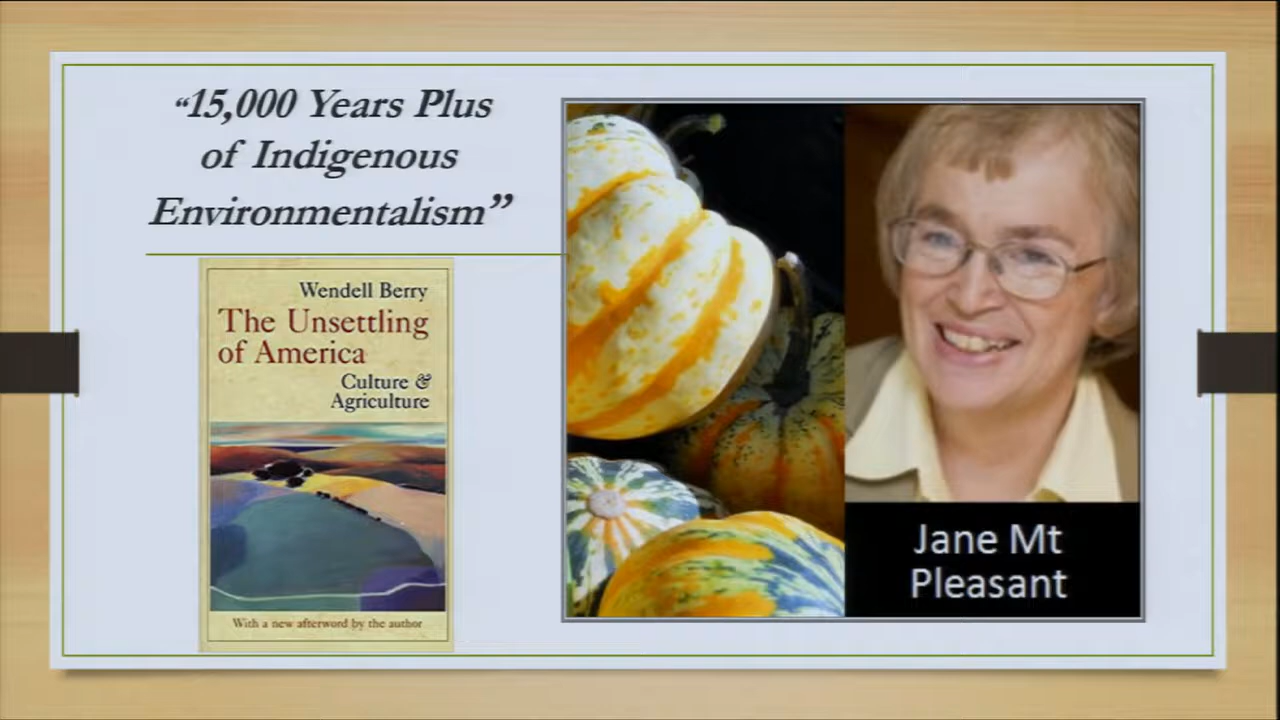 “15,000 Years Plus
of Indigenous
Environmentalism”
Wendell Berry
The Unsettling
of America
Culture &
Agriculture
With a new afterword by the author
Jane Mt
Pleasant